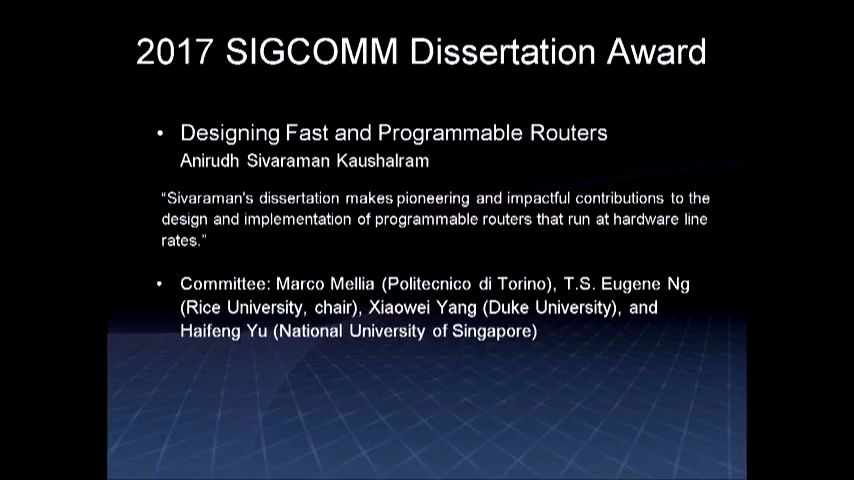 2017 SIGCOMM Dissertation Award
• Designing Fast and Programmable Routers
Anirudh Sivaraman Kaushalram
“Sivaraman's dissertation makes pioneering and impactful contributions to the
design and implementation of programmable routers that run at hardware line
rates.”
• Committee: Marco Mellia (Politecnico di Torino), T.S. Eugene Ng
(Rice University, chair), Xiaowei Yang (Duke University), and
Haifeng Yu (National University of Singapore)